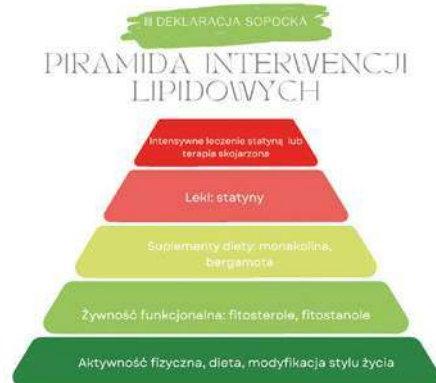 III DEKLARACJA SOPOCKA
PIRAMIDA INTERWENCJI
LIPIDOWYCH
Intensywne leczenie statyną lub
terapia skojarzona
Leki: statyny
Suplementy diety: monakolina,
bergamota
Żywność funkcjonalna: fitosterole, fitostanole
Aktywność fizyczna, dieta, modyfikacja stylu życia